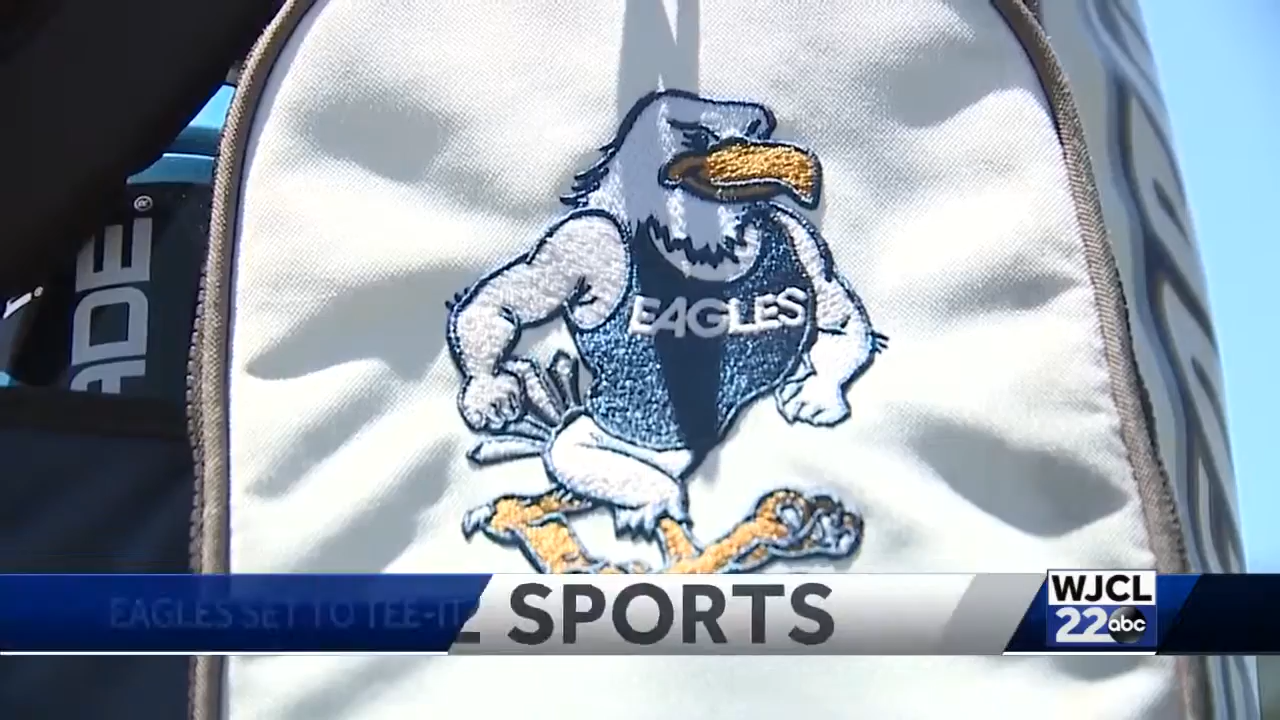 ADE®
EAGLES
EAGLES SET TO TEE-IT
SPORTS
WJCL
22 abc